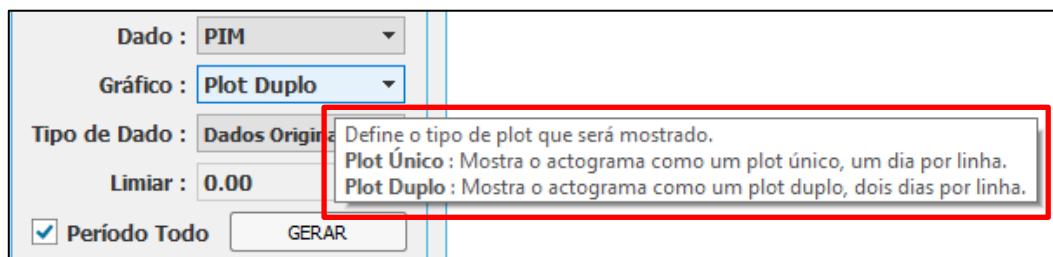 Dado : PIM
Gráfico : Plot Duplo
Tipo de Dado : Dados Origina
Define o tipo de plot que será mostrado.
Plot Único : Mostra o actograma como um plot único, um dia por linha.
Plot Duplo : Mostra o actograma como um plot duplo, dois dias por linha.
Limiar : 0.00
Período Todo GERAR